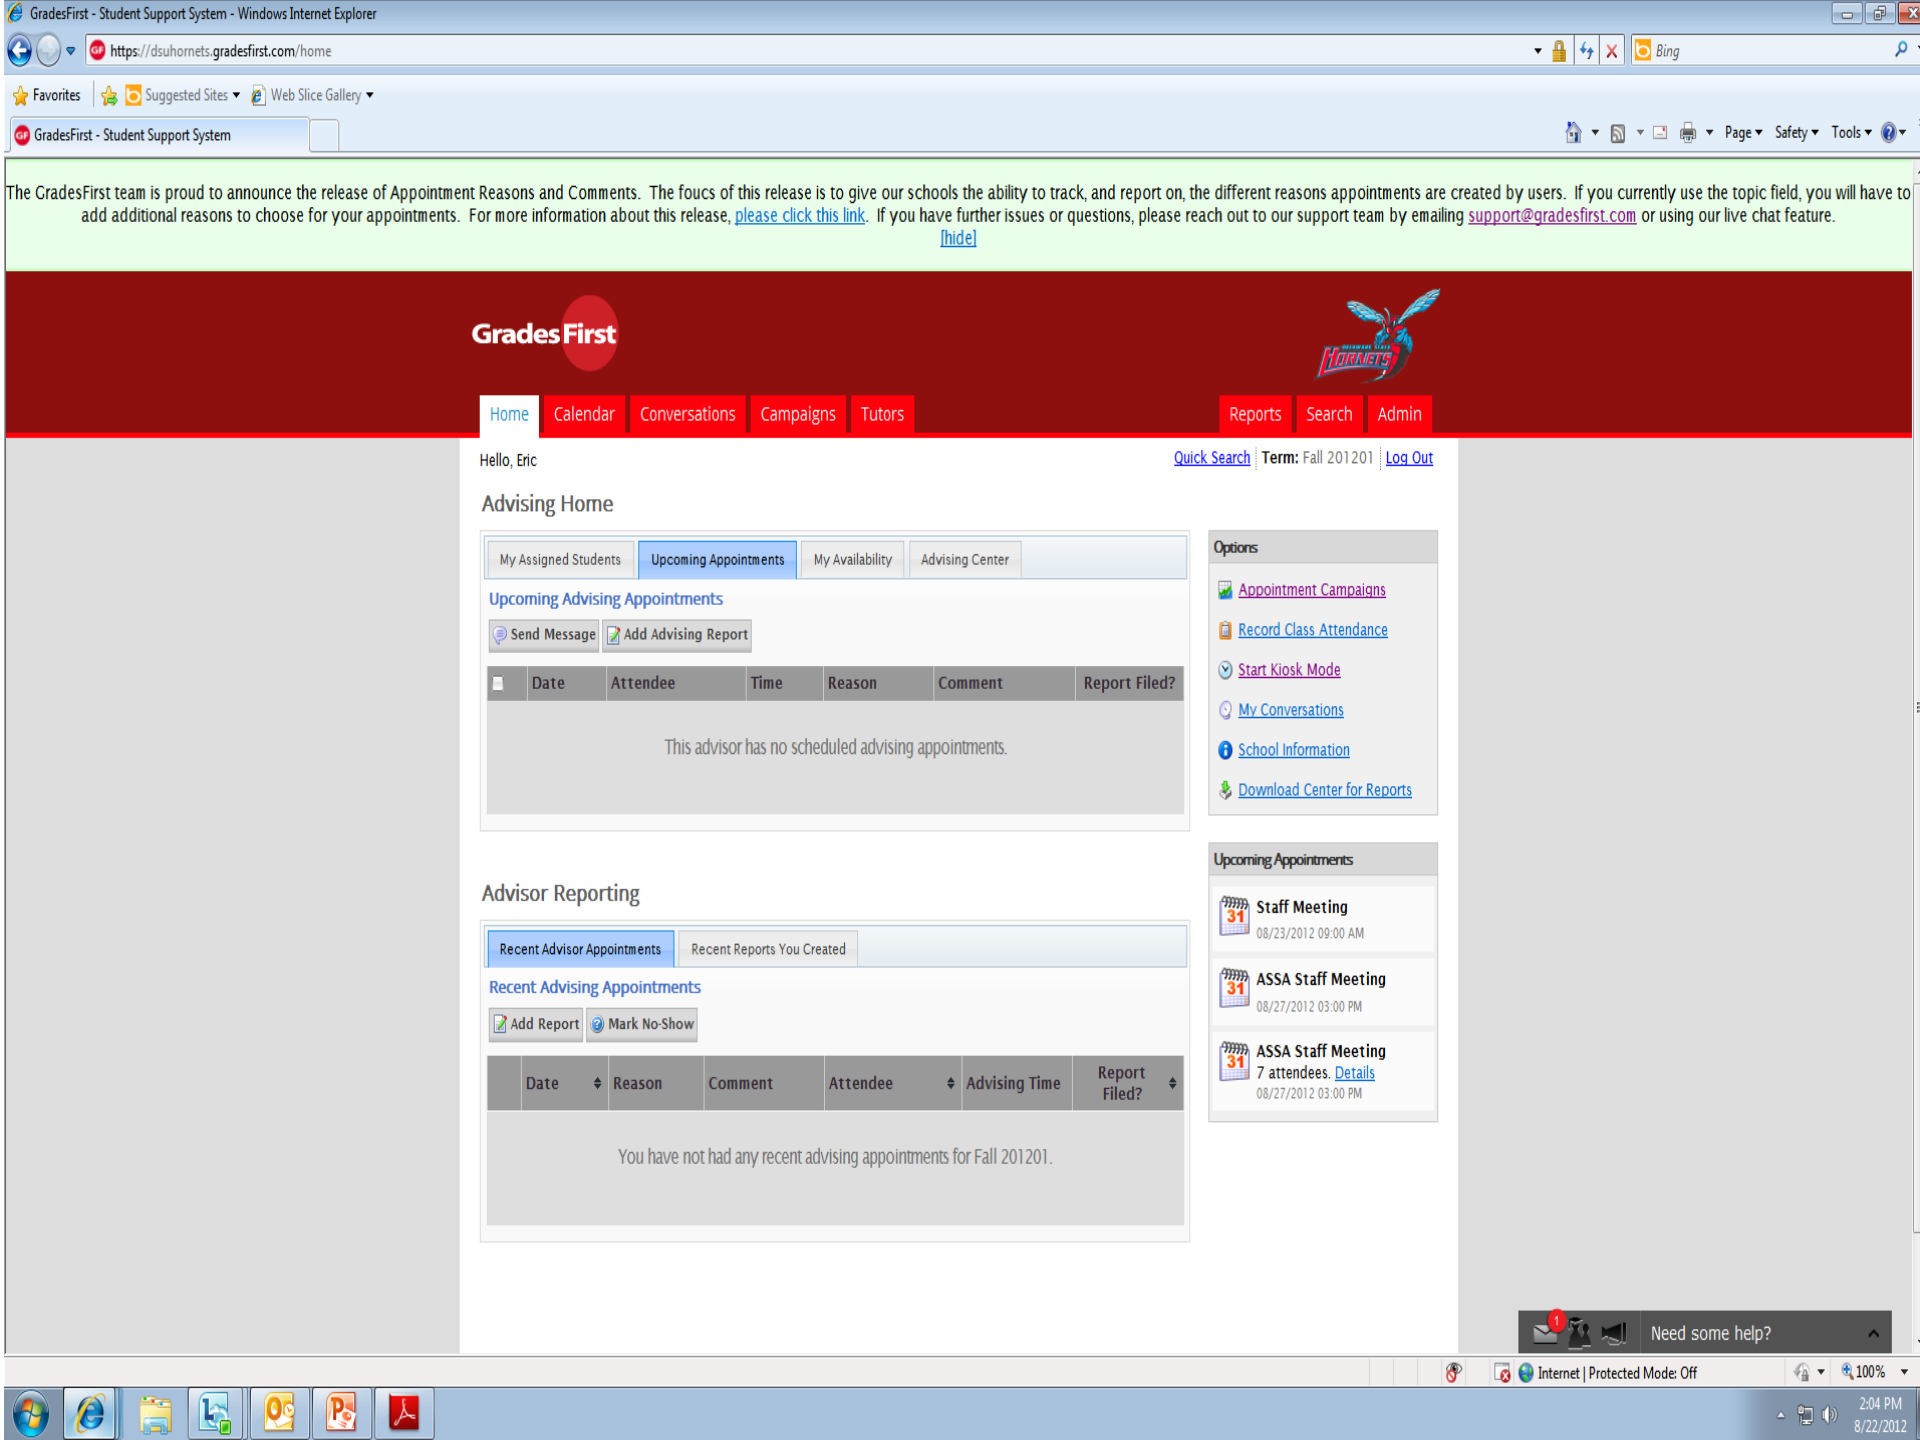 GradesFirst - Student Support System - Windows Internet Explorer
https://dsuhornets.gradesfirst.com/home
Bing
Favorites
Suggested Sites
Web Slice Gallery
GradesFirst - Student Support System
Page
Safety
Tools
The GradesFirst team is proud to announce the release of Appointment Reasons and Comments. The foucs of this release is to give our schools the ability to track, and report on, the different reasons appointments are created by users. If you currently use the topic field, you will have to
add additional reasons to choose for your appointments. For more information about this release, please click this link. If you have further issues or questions, please reach out to our support team by emailing support@gradesfirst.com or using our live chat feature.
[hide]
GradesFirst
DELAWARE STATE
HORNETS
Home
Calendar
Conversations
Campaigns
Tutors
Reports
Search
Admin
Hello, Eric
Quick Search
Term: Fall 201201
Log Out
Advising Home
My Assigned Students
Upcoming Appointments
My Availability
Advising Center
Upcoming Advising Appointments
Send Message
Add Advising Report
Date
Attendee
Time
Reason
Comment
Report Filed?
This advisor has no scheduled advising appointments.
Options
Appointment Campaigns
Record Class Attendance
Start Kiosk Mode
My Conversations
School Information
Download Center for Reports
Upcoming Appointments
31
Staff Meeting
08/23/2012 09:00 AM
31
ASSA Staff Meeting
08/27/2012 03:00 PM
31
ASSA Staff Meeting
7 attendees. Details
08/27/2012 03:00 PM
Advisor Reporting
Recent Advisor Appointments
Recent Reports You Created
Recent Advising Appointments
Add Report
Mark No-Show
Date
Reason
Comment
Attendee
Advising Time
Report
Filed?
You have not had any recent advising appointments for Fall 201201.
1
Need some help?
Internet | Protected Mode: Off
100%
2:04 PM
8/22/2012